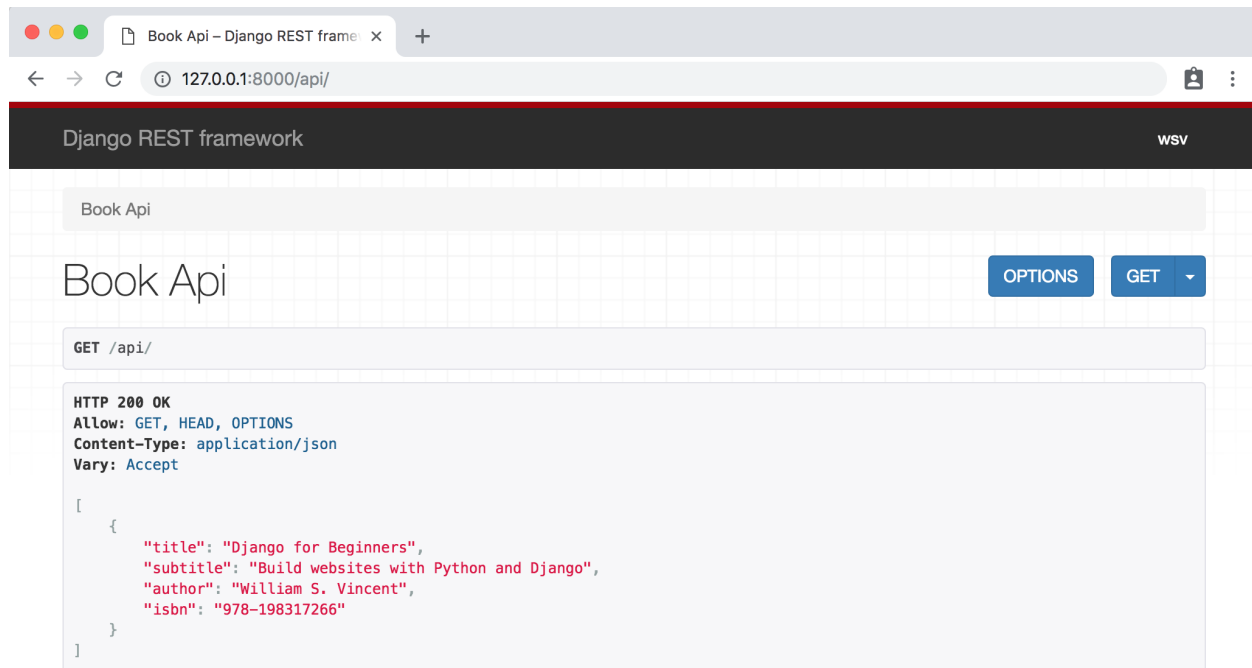 Book Api – Django REST frame
127.0.0.1:8000/api/
Django REST framework
wsv
Book Api
Book Api
OPTIONS
GET
GET /api/
HTTP 200 OK
Allow: GET, HEAD, OPTIONS
Content-Type: application/json
Vary: Accept
[
    {
        "title": "Django for Beginners",
        "subtitle": "Build websites with Python and Django",
        "author": "William S. Vincent",
        "isbn": "978-198317266"
    }
]